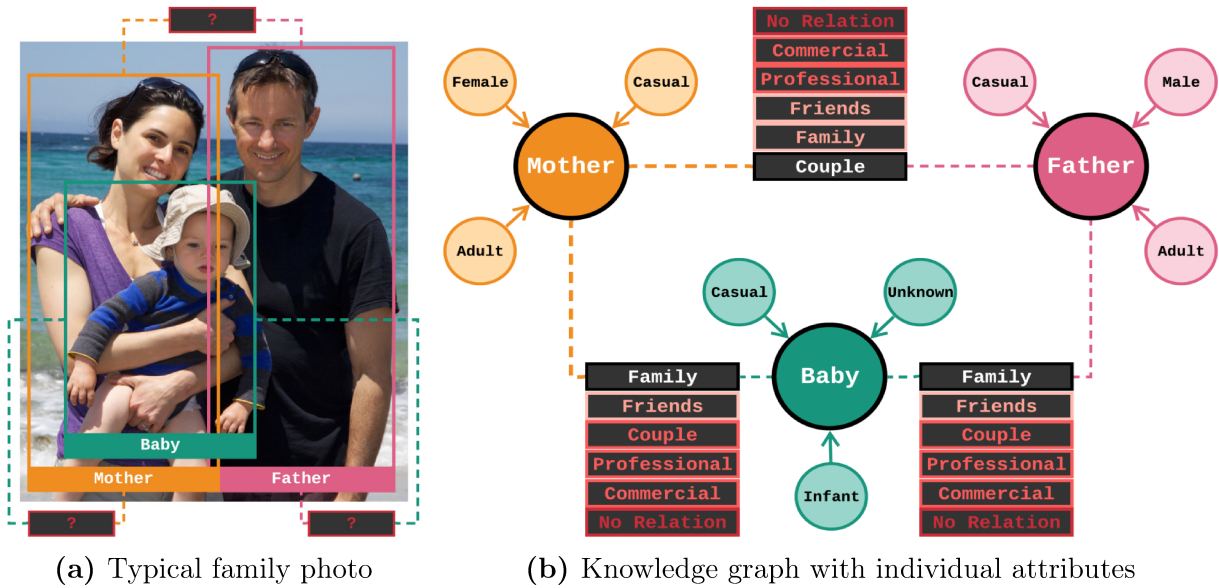 ?
Baby
Mother
Father
?
?
(a) Typical family photo
No Relation
Commercial
Professional
Friends
Family
Couple
Female
Casual
Mother
Adult
Casual
Male
Father
Adult
Casual
Unknown
Baby
Infant
Family
Friends
Couple
Professional
Commercial
No Relation
Family
Friends
Couple
Professional
Commercial
No Relation
(b) Knowledge graph with individual attributes